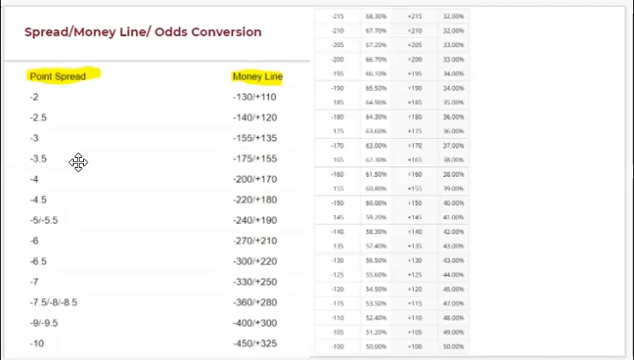 Spread/Money Line/ Odds Conversion
Point Spread Money Line
-2 -130/+110
-2.5 -140/+120
-3 -155/+135
-3.5 -175/+155
-4 -200/+170
-4.5 -220/+180
-5/-5.5 -240/+190
-6 -270/+210
-6.5 -300/+220
-7 -330/+250
-7.5/-8/-8.5 -360/+280
-9/-9.5 -400/+300
-10 -450/+325
-215 68.30% +215 32.00%
-210 67.70% +210 32.00%
-205 67.20% +205 33.00%
-200 66.70% +200 33.00%
195 66.10% +195 34.00%
-190 65.50% +190 34.00%
185 64.90% +185 35.00%
-180 64.30% +180 36.00%
175 63.60% +175 36.00%
-170 63.00% +170 37.00%
165 62.30% +165 38.00%
-160 61.50% +160 38.00%
155 60.80% +155 39.00%
-150 60.00% +150 40.00%
145 59.20% +145 41.00%
-140 58.30% +140 42.00%
135 57.40% +135 43.00%
-130 56.50% +130 43.00%
-125 55.60% +125 44.00%
-120 54.50% +120 45.00%
-115 53.50% +115 47.00%
-110 52.40% +110 48.00%
-105 51.20% +105 49.00%
-100 50.00% +100 50.00%